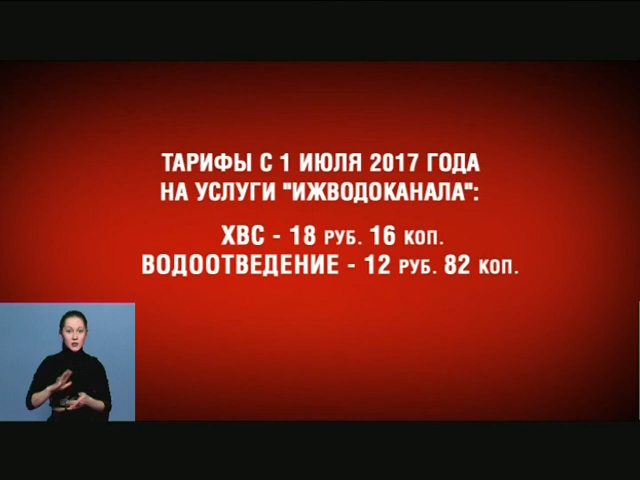 ТАРИФЫ С 1 ИЮЛЯ 2017 ГОДА
НА УСЛУГИ "ИЖВОДОКАНАЛА":
ХВС - 18 РУБ. 16 КОП.
ВОДООТВЕДЕНИЕ - 12 РУБ. 82 КОП.